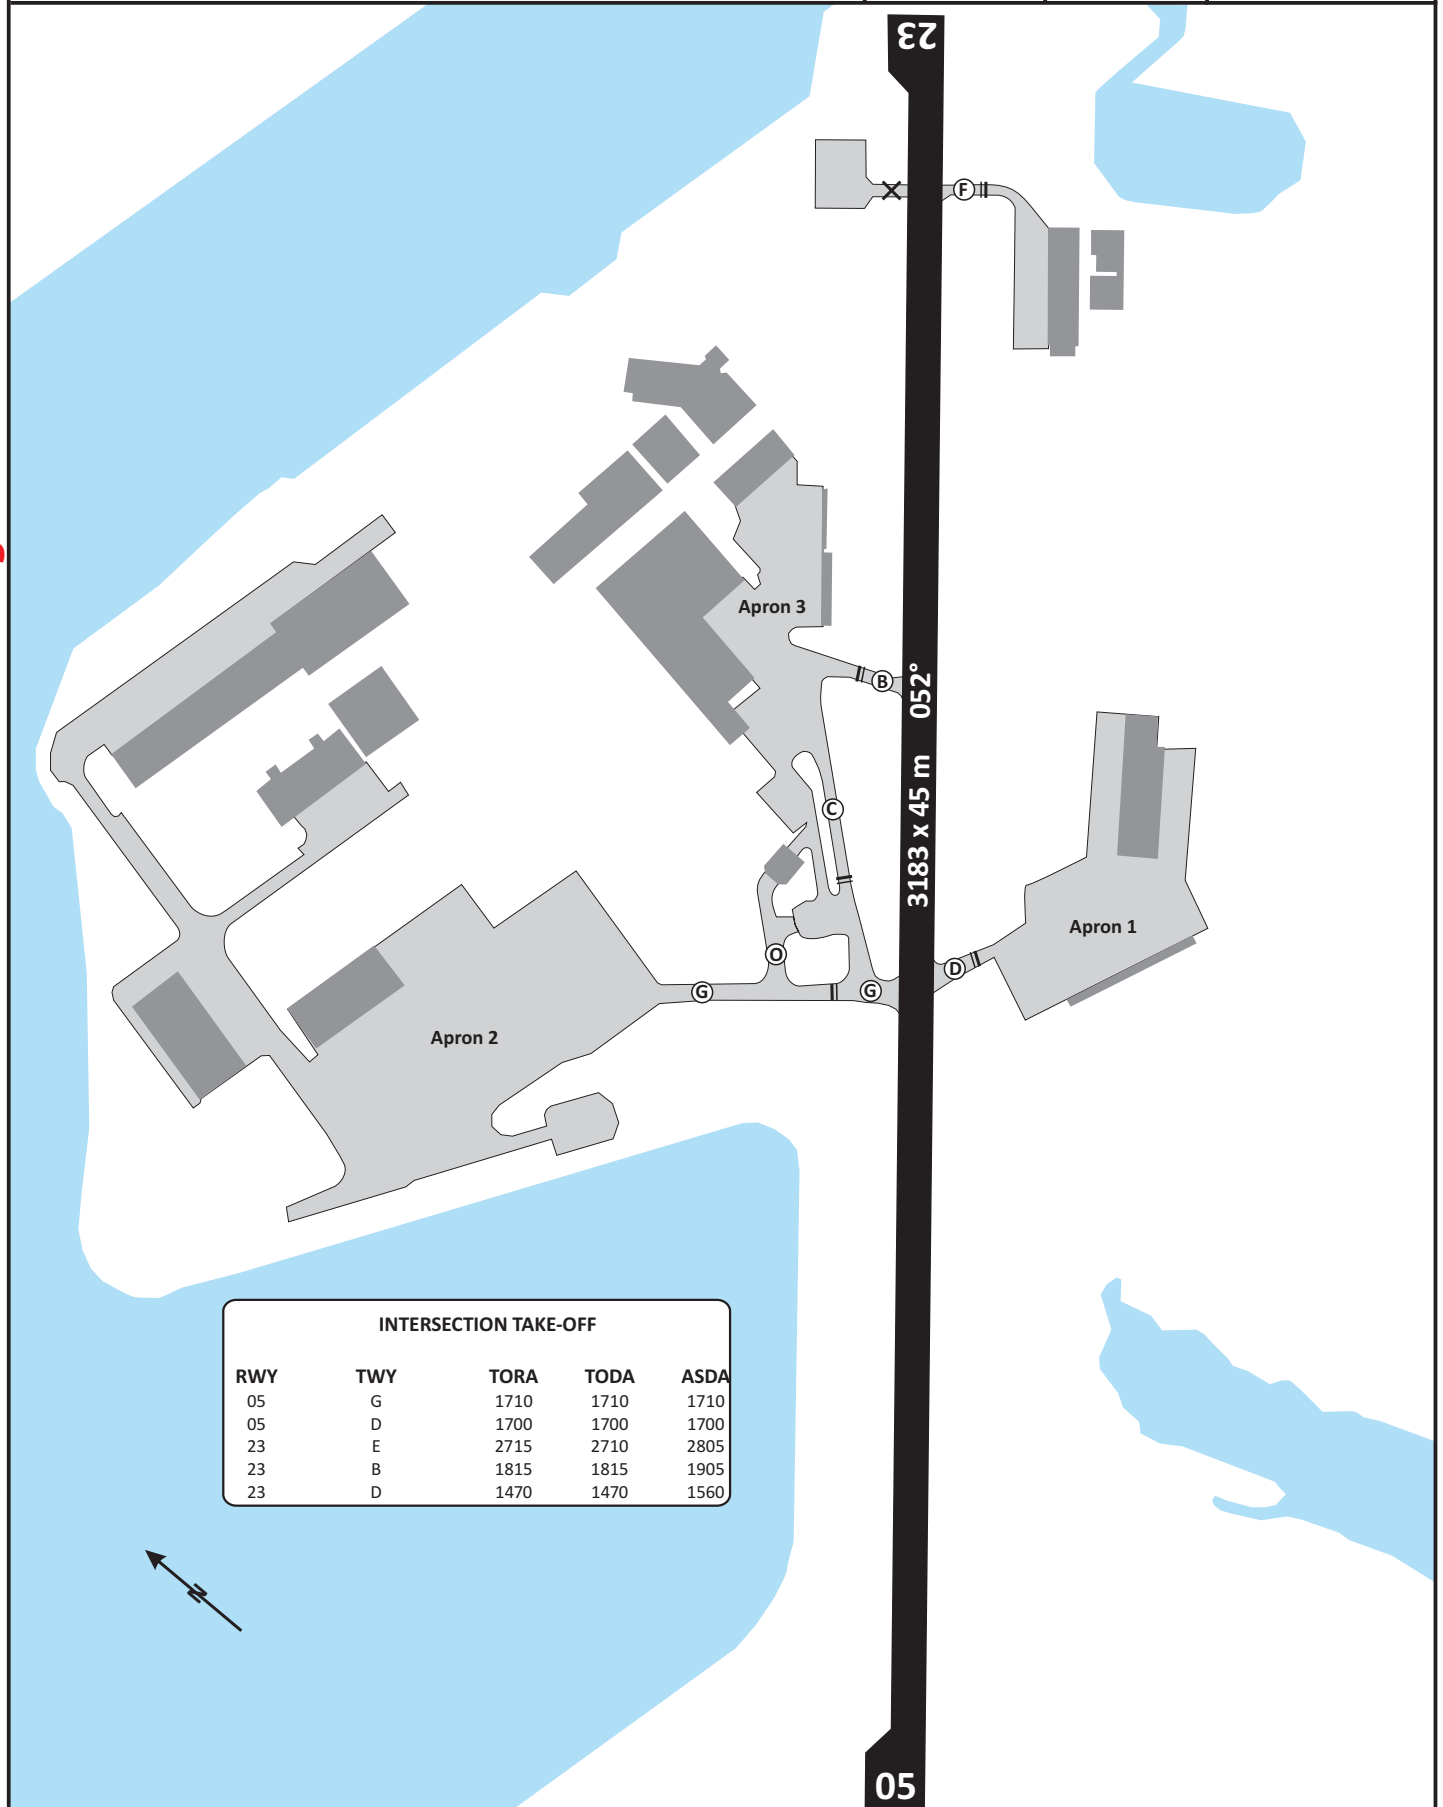 23
F
Apron 3
B
3183 x 45 m 052°
C
Apron 1
O
D
G
G
Apron 2
INTERSECTION TAKE-OFF
RWY TWY TORA TODA ASDA
05 G 1710 1710 1710
05 D 1700 1700 1700
23 E 2715 2710 2805
23 B 1815 1815 1905
23 D 1470 1470 1560
N
05